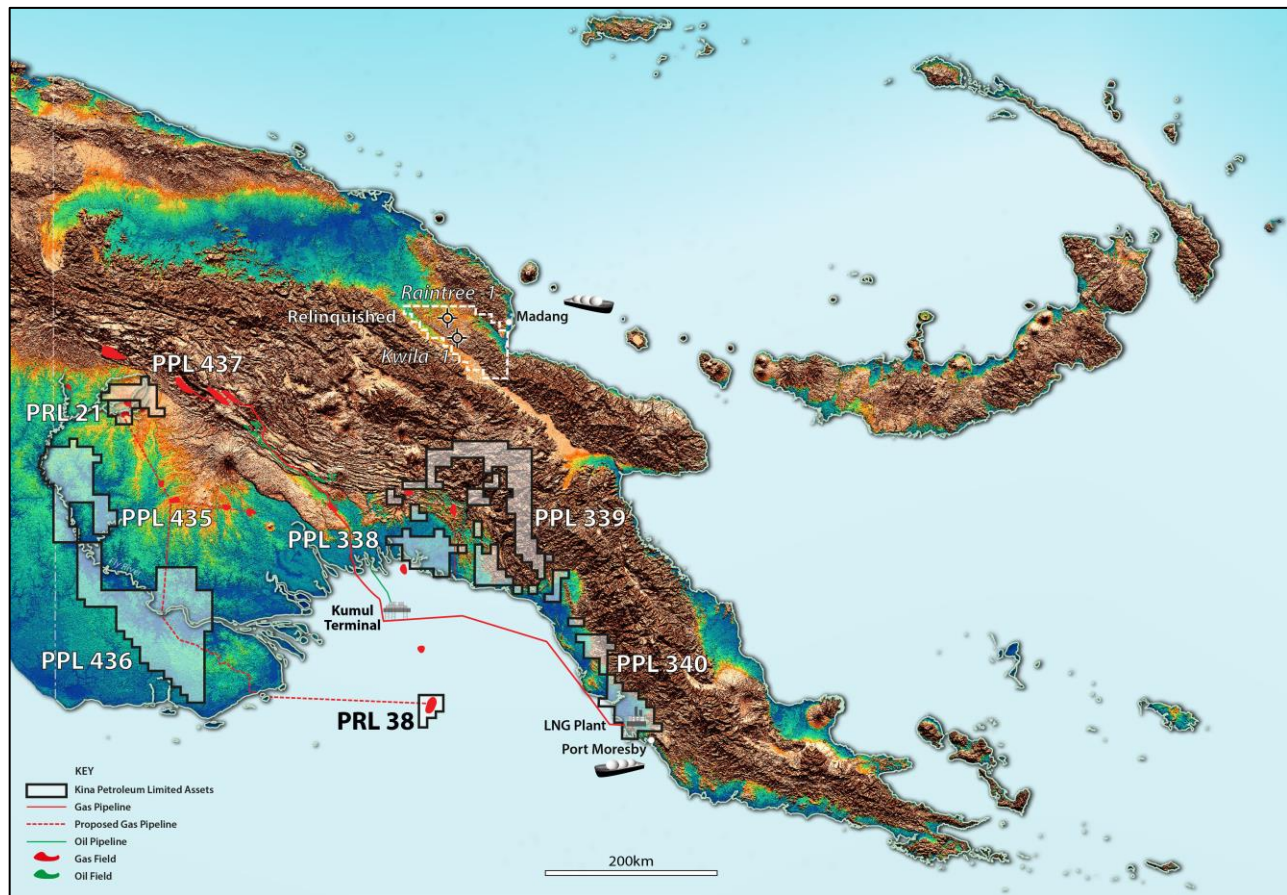 Raintree 1
Relinquished
Madang
Kwila 1
PPL 437
PRL 21
PPL 435
PPL 338
PPL 339
Kumul
Terminal
PPL 436
PPL 340
PRL 38
LNG Plant
Port Moresby
KEY
Kina Petroleum Limited Assets
Gas Pipeline
Proposed Gas Pipeline
Oil Pipeline
Gas Field
Oil Field
200km